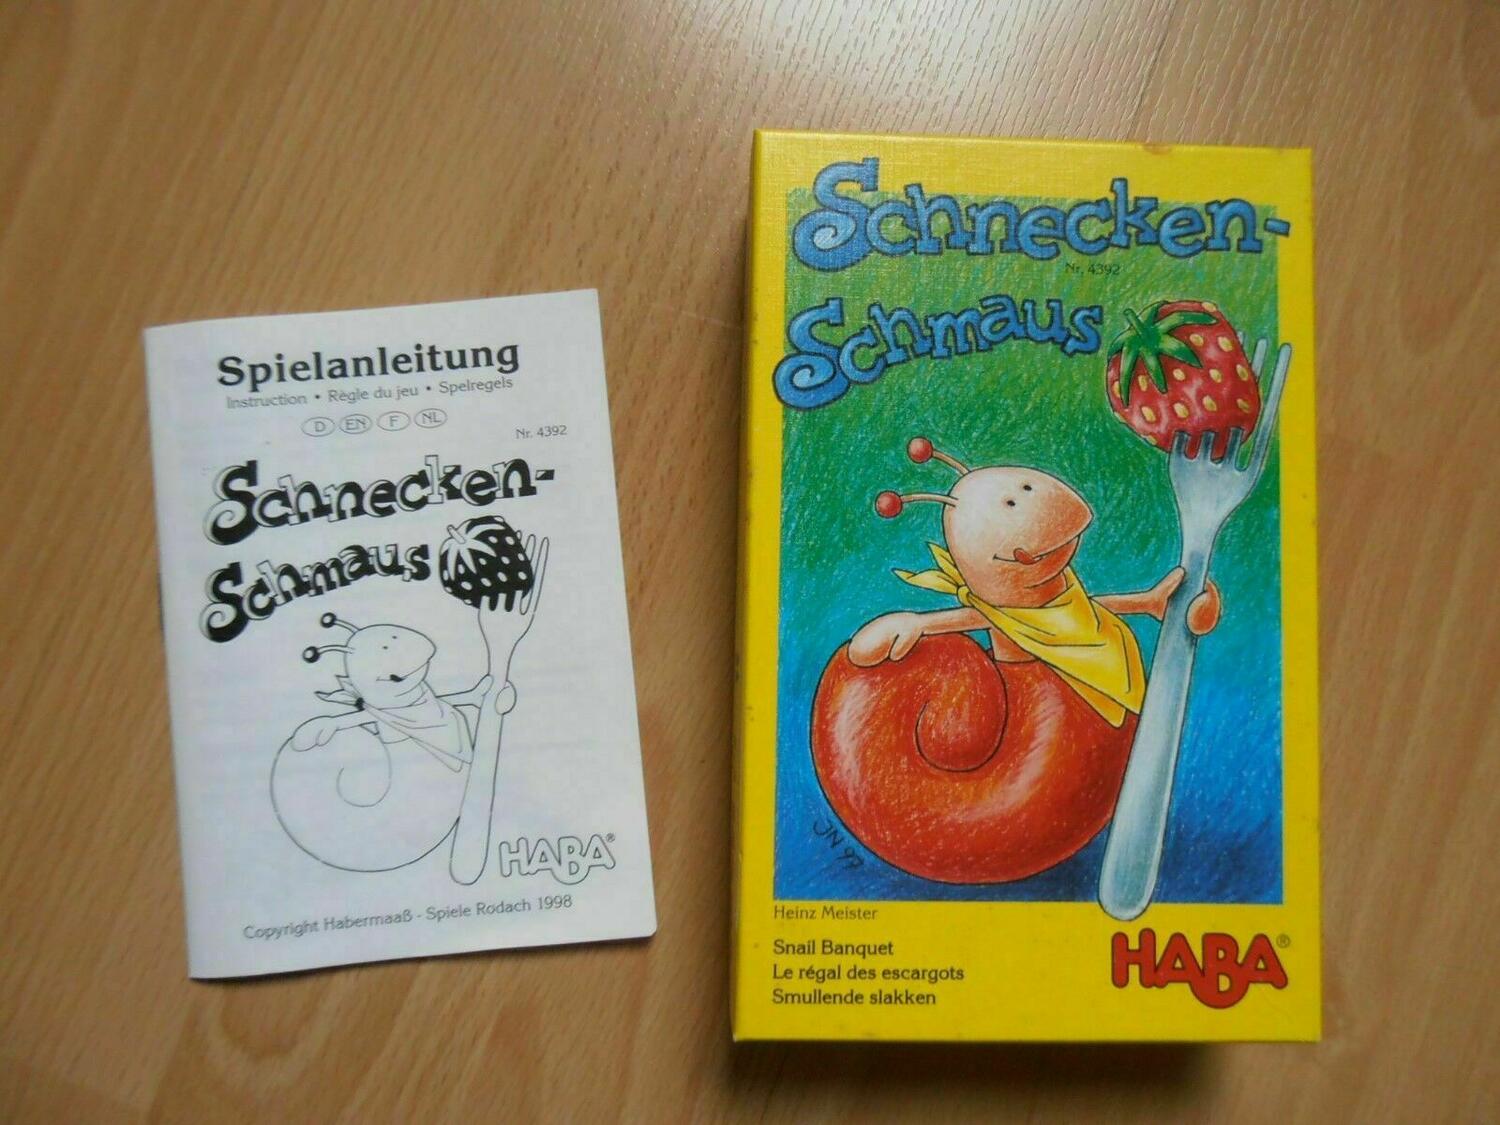 Spielanleitung
Instruction • Règle du jeu • Spelregels
D EN F NL
Nr. 4392
Schnecken-
Schmaus
HABA®
Copyright Habermaaß - Spiele Rodach 1998
Schnecken-
Nr. 4392
Schmaus
JN 97
Heinz Meister
Snail Banquet
Le régal des escargots
Smullende slakken
HABA®